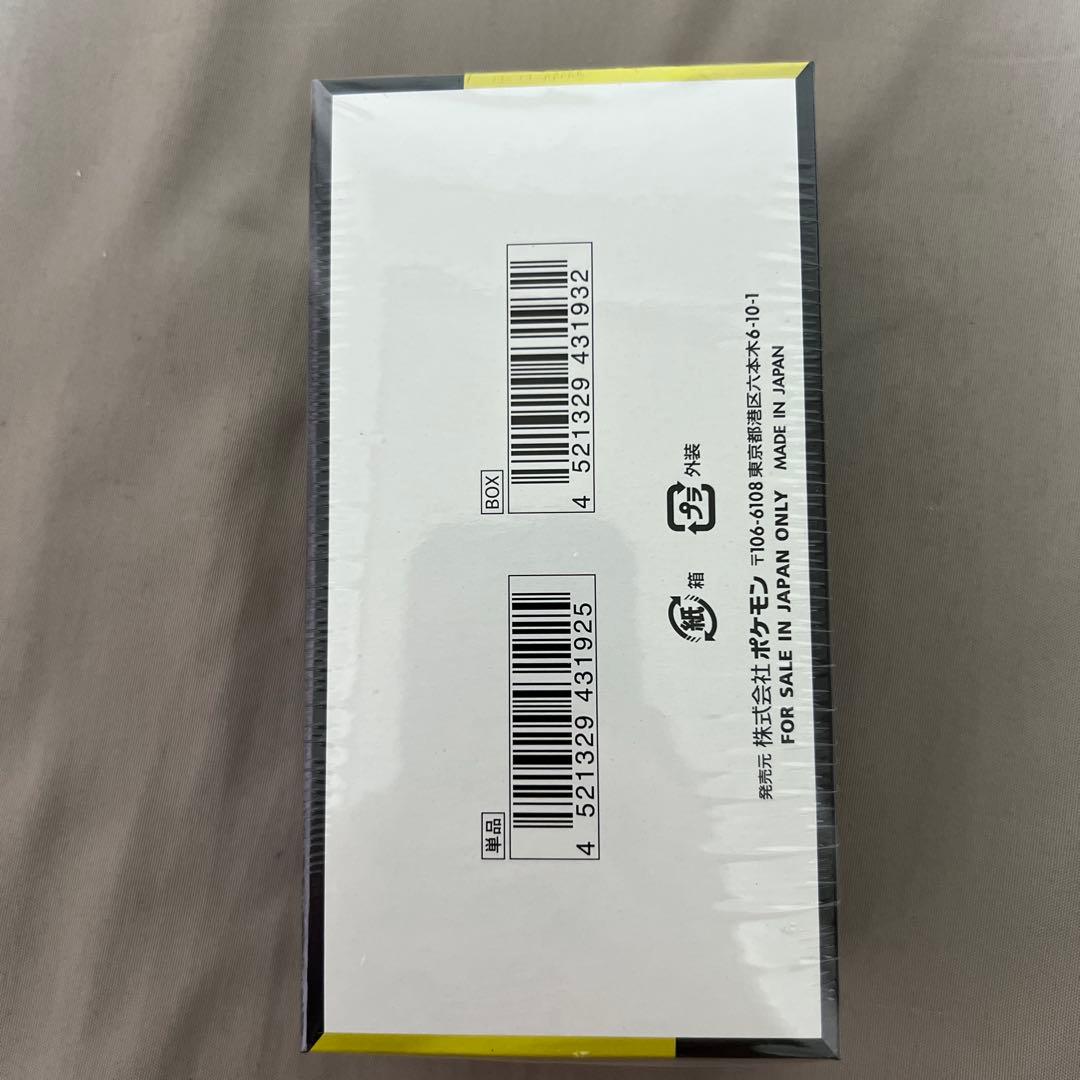 単品
4 521329 431925
BOX
4 521329 431932
紙 箱
プラ 外装
発売元 株式会社 ポケモン 〒106-6108 東京都港区六本木6-10-1
FOR SALE IN JAPAN ONLY MADE IN JAPAN